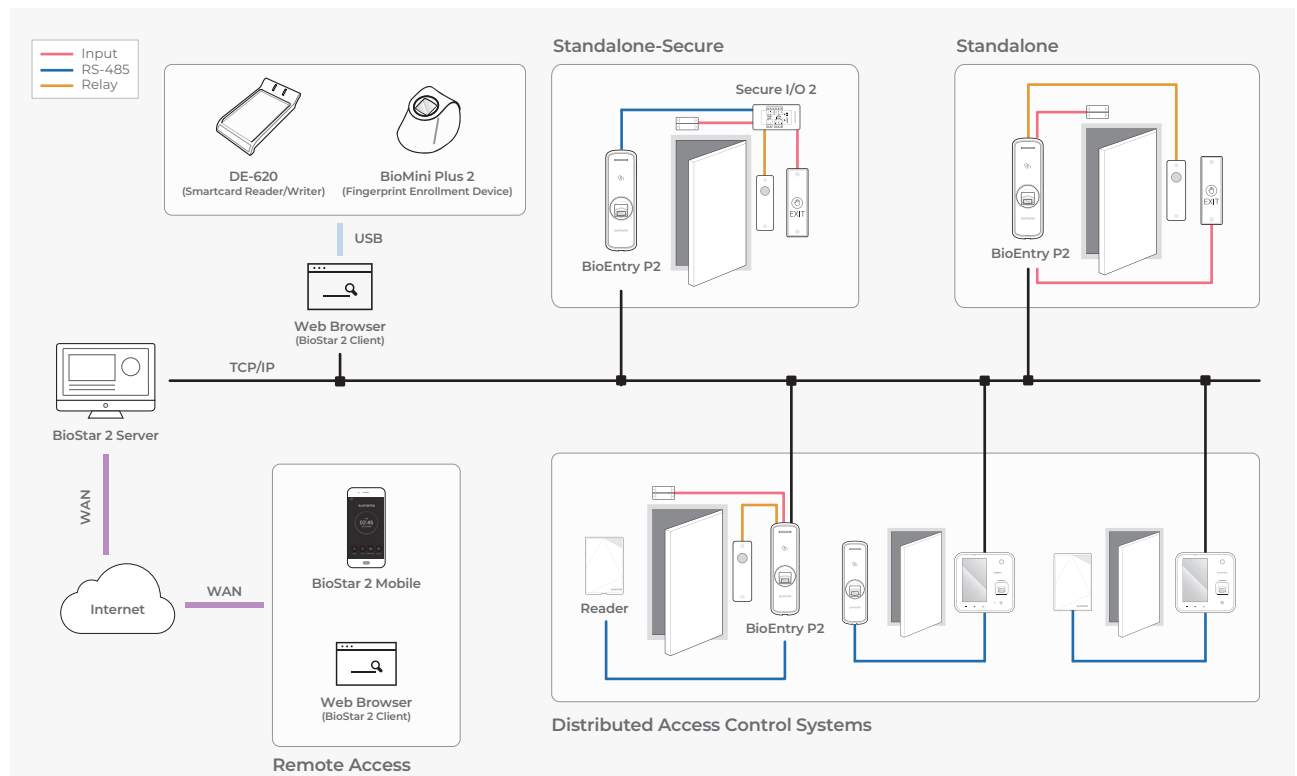 Input
RS-485
Relay
Standalone-Secure
Standalone
Secure I/O 2
DE-620
(Smartcard Reader/Writer)
BioMini Plus 2
(Fingerprint Enrollment Device)
EXIT
BioEntry P2
EXIT
BioEntry P2
USB
Web Browser
(BioStar 2 Client)
TCP/IP
BioStar 2 Server
WAN
Internet
WAN
02:45
BioStar 2 Mobile
Web Browser
(BioStar 2 Client)
Remote Access
Reader
BioEntry P2
Distributed Access Control Systems